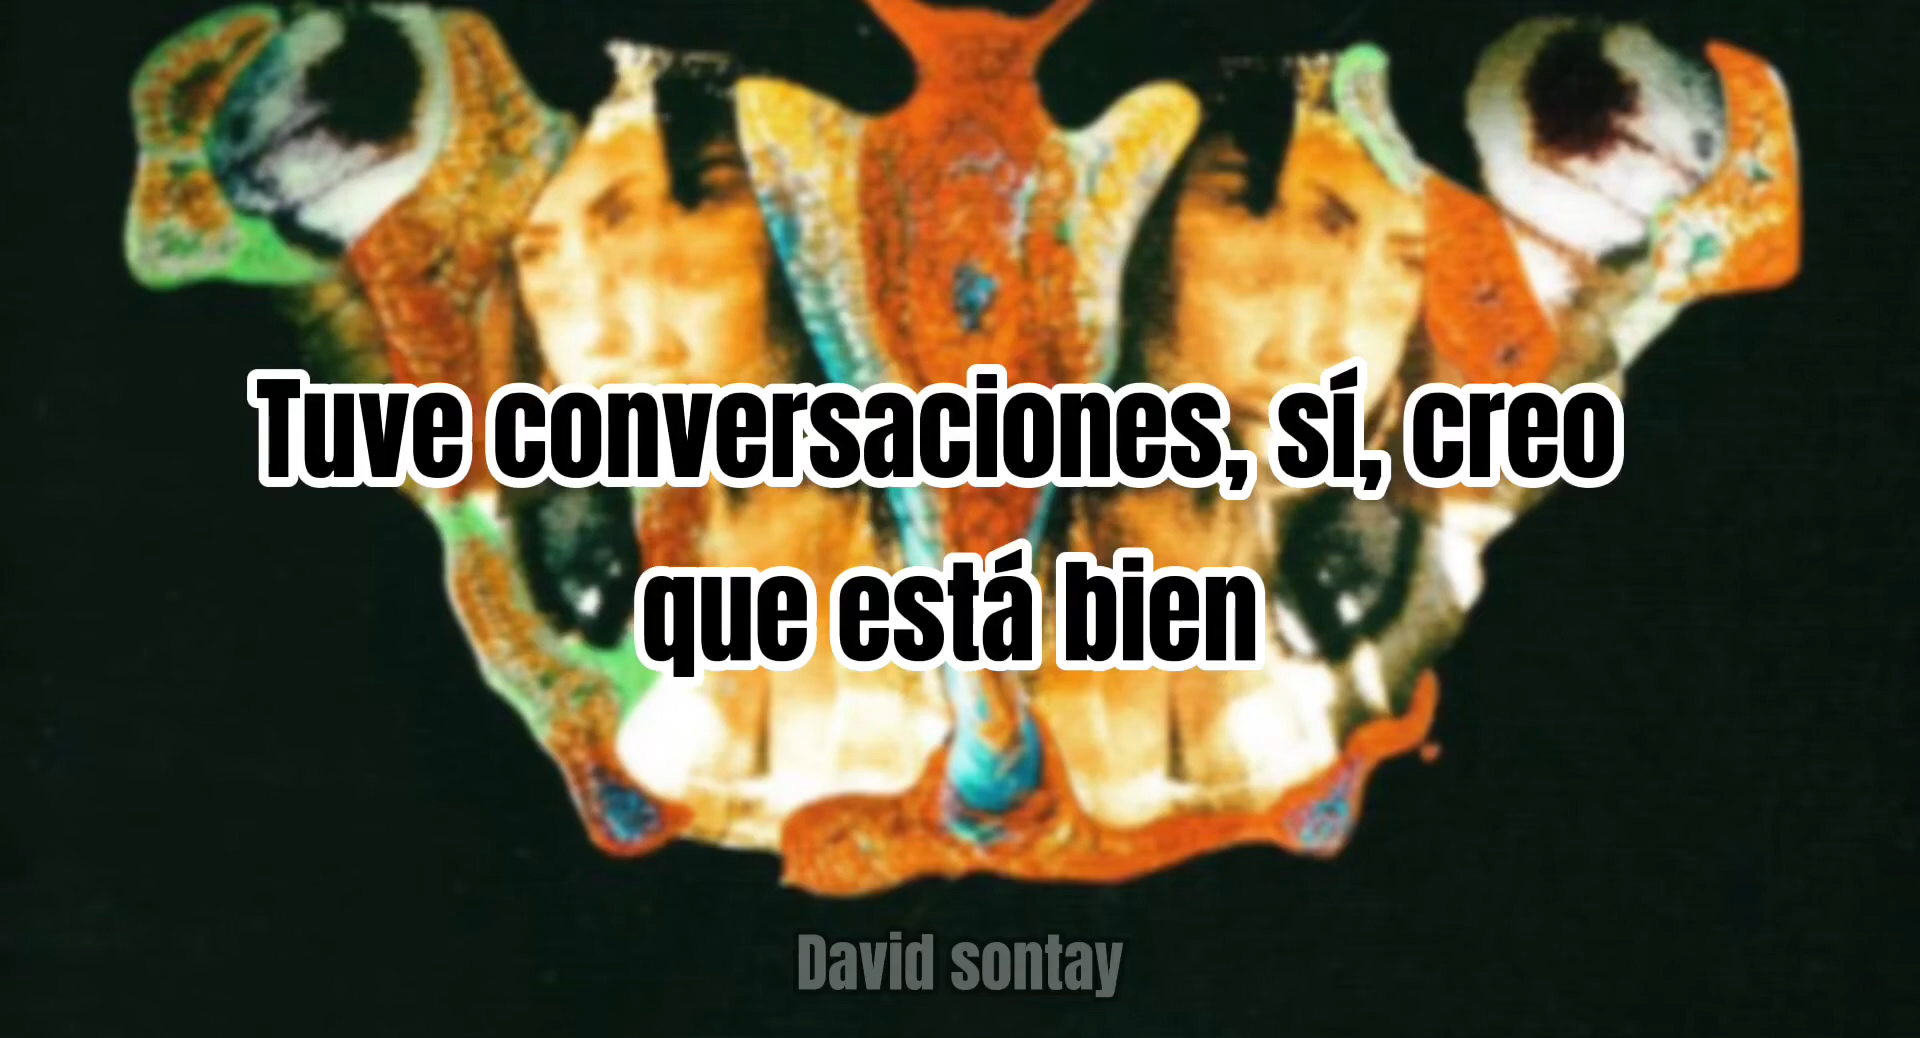 Tuve conversaciones, sí, creo
que está bien
David sontay